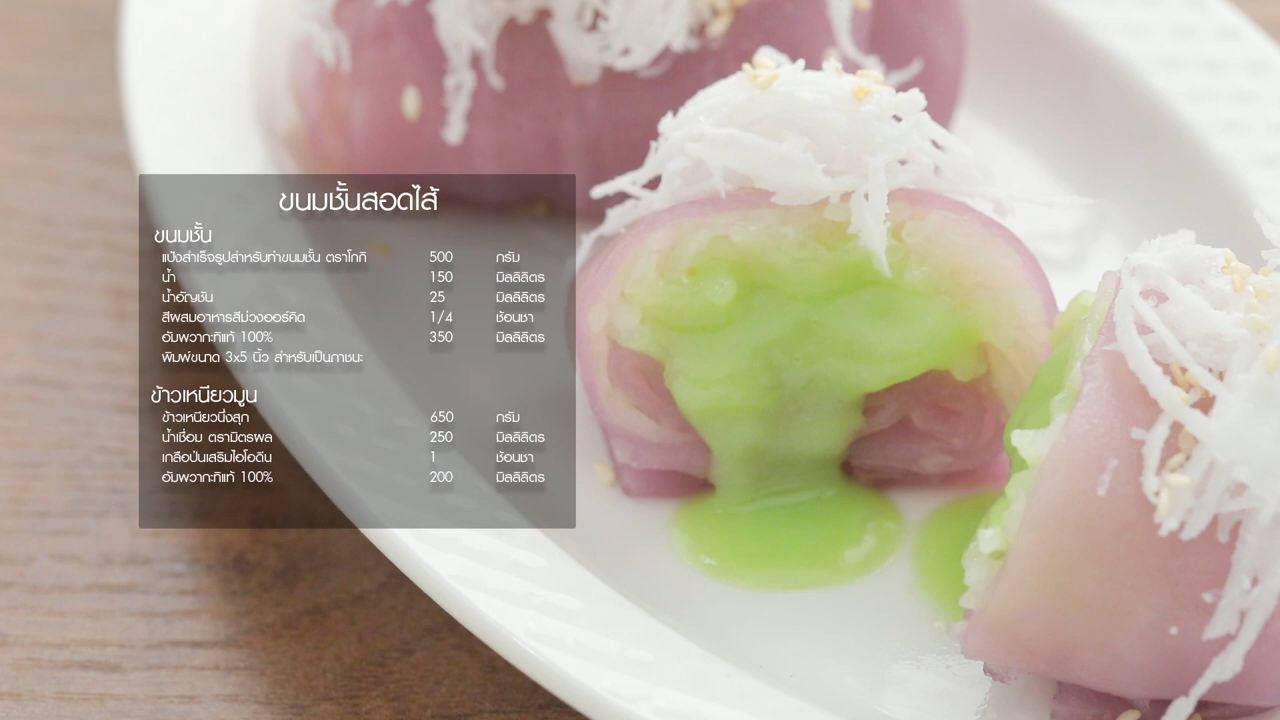 ขนมชั้นสอดไส้
ขนมชั้น
แป้งสำเร็จรูปสำหรับทำขนมชั้น ตราโกกิ 500 กรัม
น้ำ 150 มิลลิลิตร
น้ำอัญชัน 25 มิลลิลิตร
สีผสมอาหารสีม่วงออร์คิด 1/4 ช้อนชา
อัมพวากะทิแท้ 100% 350 มิลลิลิตร
พิมพ์ขนาด 3x5 นิ้ว สำหรับเป็นภาชนะ
ข้าวเหนียวมูน
ข้าวเหนียวนึ่งสุก 650 กรัม
น้ำเชื่อม ตรามิตรผล 250 มิลลิลิตร
เกลือป่นเสริมไอโอดีน 1 ช้อนชา
อัมพวากะทิแท้ 100% 200 มิลลิลิตร